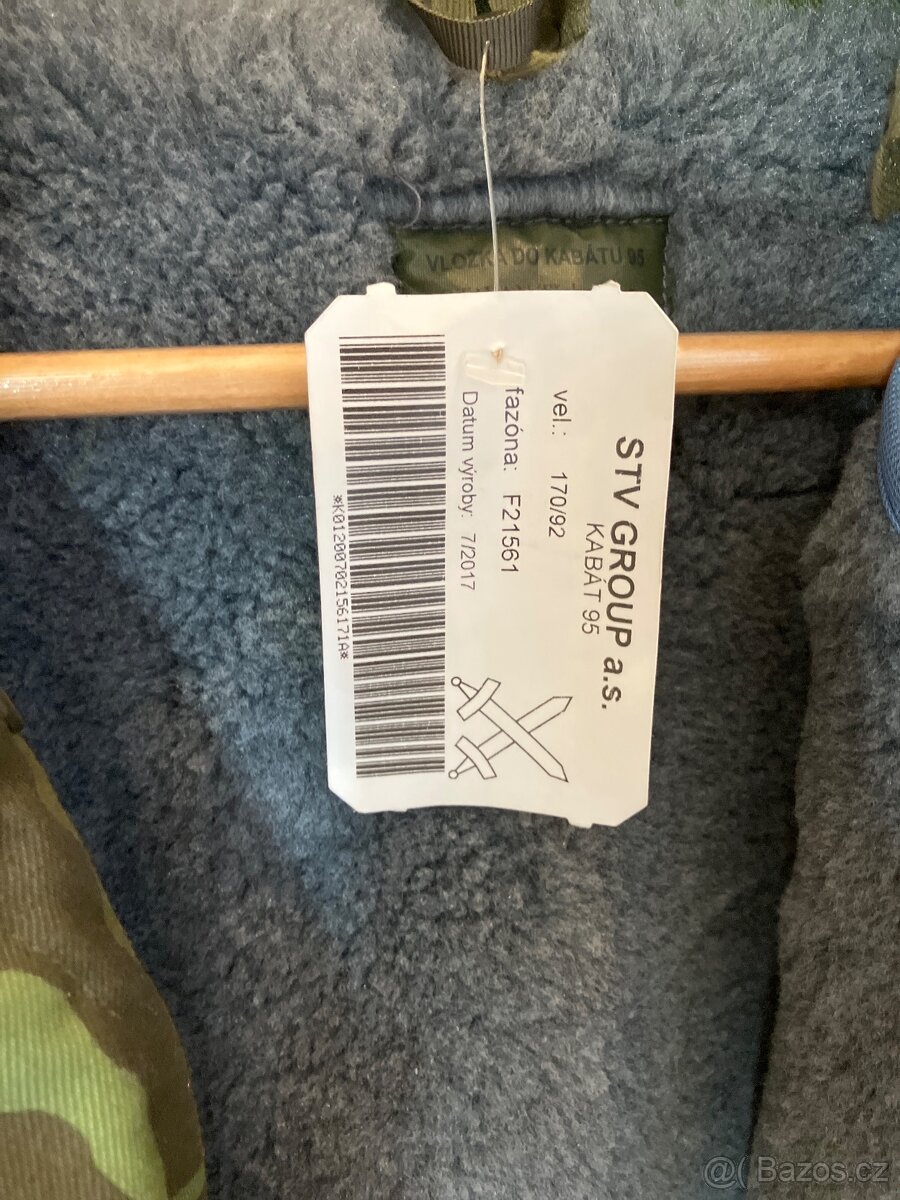 VLOŽKA DO KABÁTU 95
STV GROUP a.s.
KABÁT 95
vel.: 170/92
fazóna: F21561
Datum výroby: 7/2017
*K01200702156171A*
@( Bazos.cz